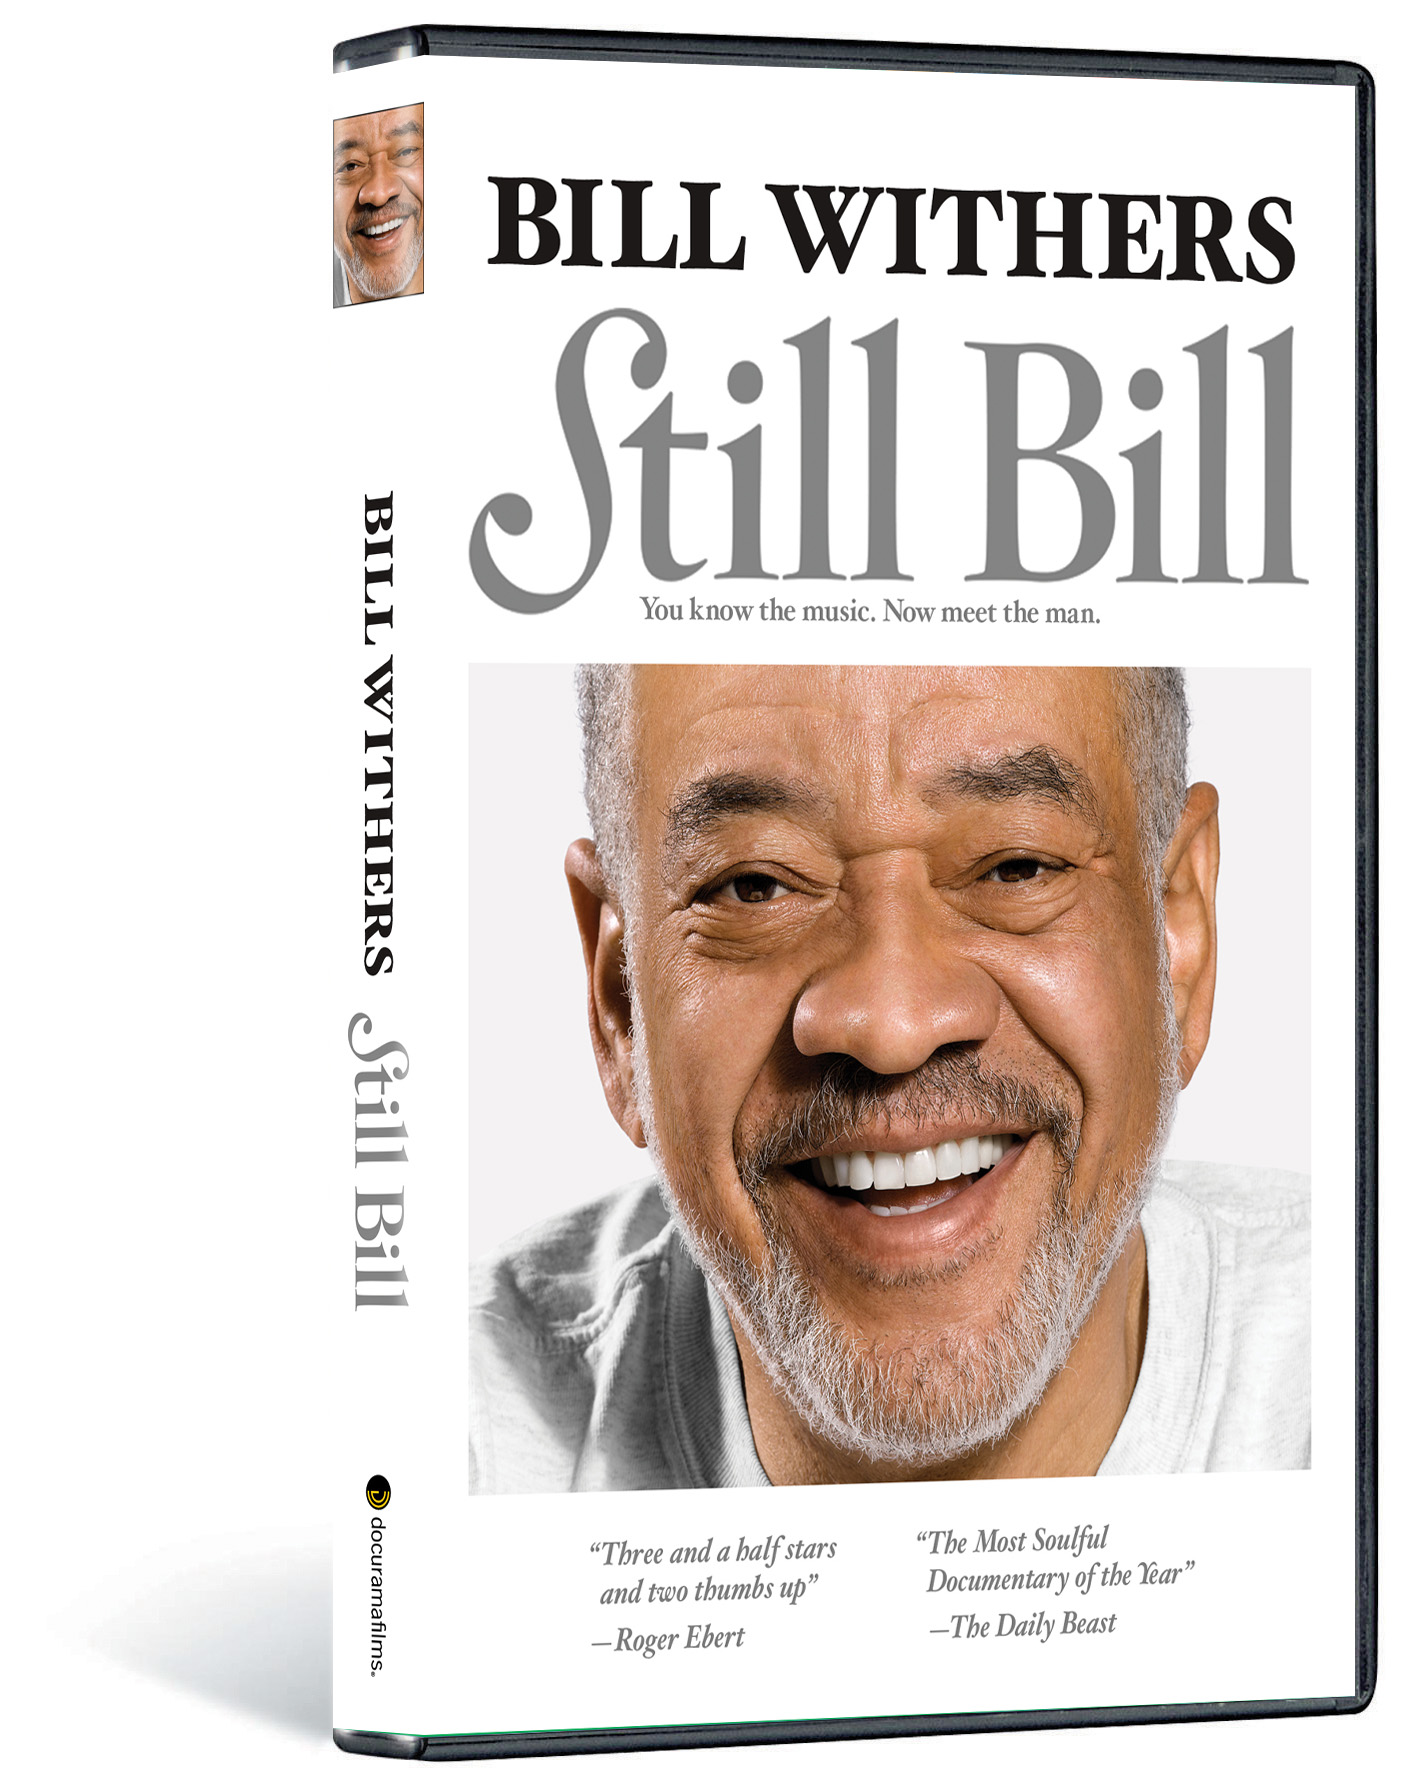 BILL WITHERS
Still Bill
You know the music. Now meet the man.
“Three and a half stars
and two thumbs up”
—Roger Ebert
“The Most Soulful
Documentary of the Year”
—The Daily Beast
BILL WITHERS Still Bill
docuramafilms®